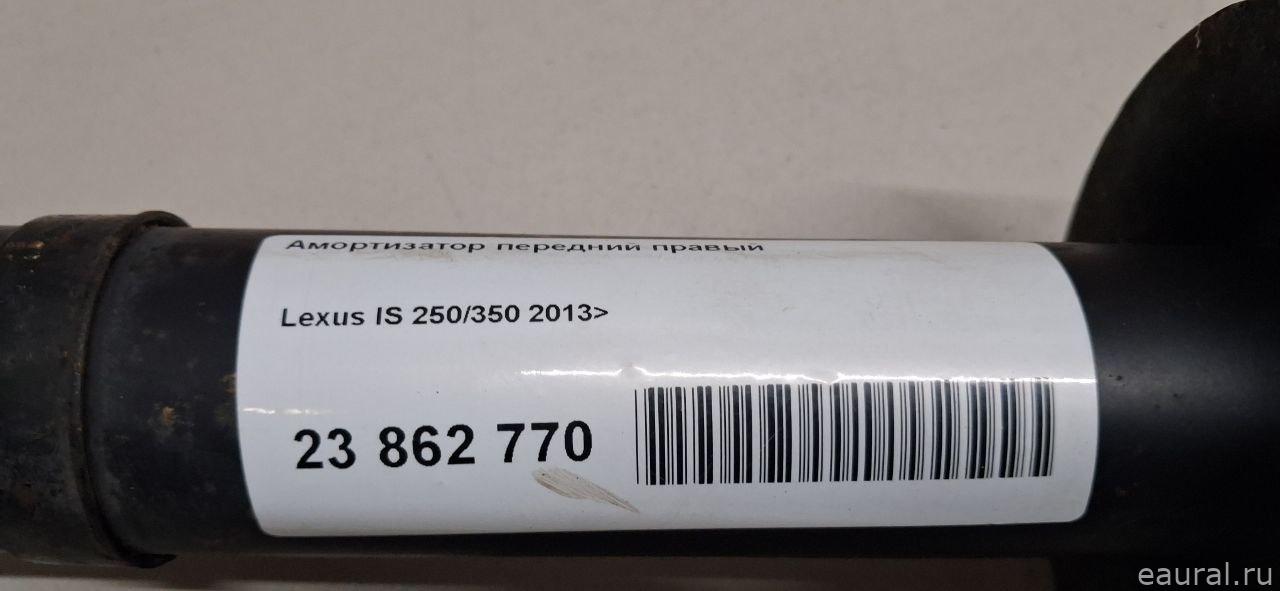 Амортизатор передний правый
Lexus IS 250/350 2013>
23 862 770
eaural.ru